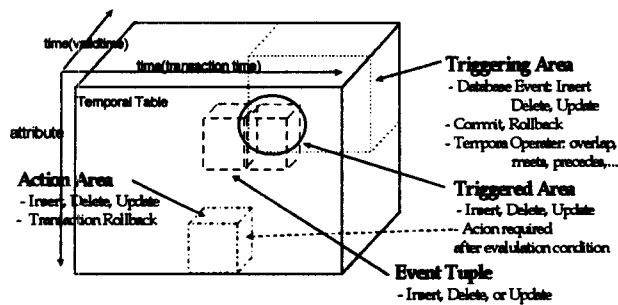 time(validtime)
time(transaction time)
Temporal Table
attribute
Triggering Area
- Database Event: Insert
Delete, Update
- Commit, Rollback
- Tempora Operater: overlap,
meets, precedes,...
Action Area
- Insert, Delete, Update
- Transaction Rollback
Triggered Area
- Insert, Delete, Update
- Acion required
after evalulation condition
Event Tuple
- Insert, Delete, or Update